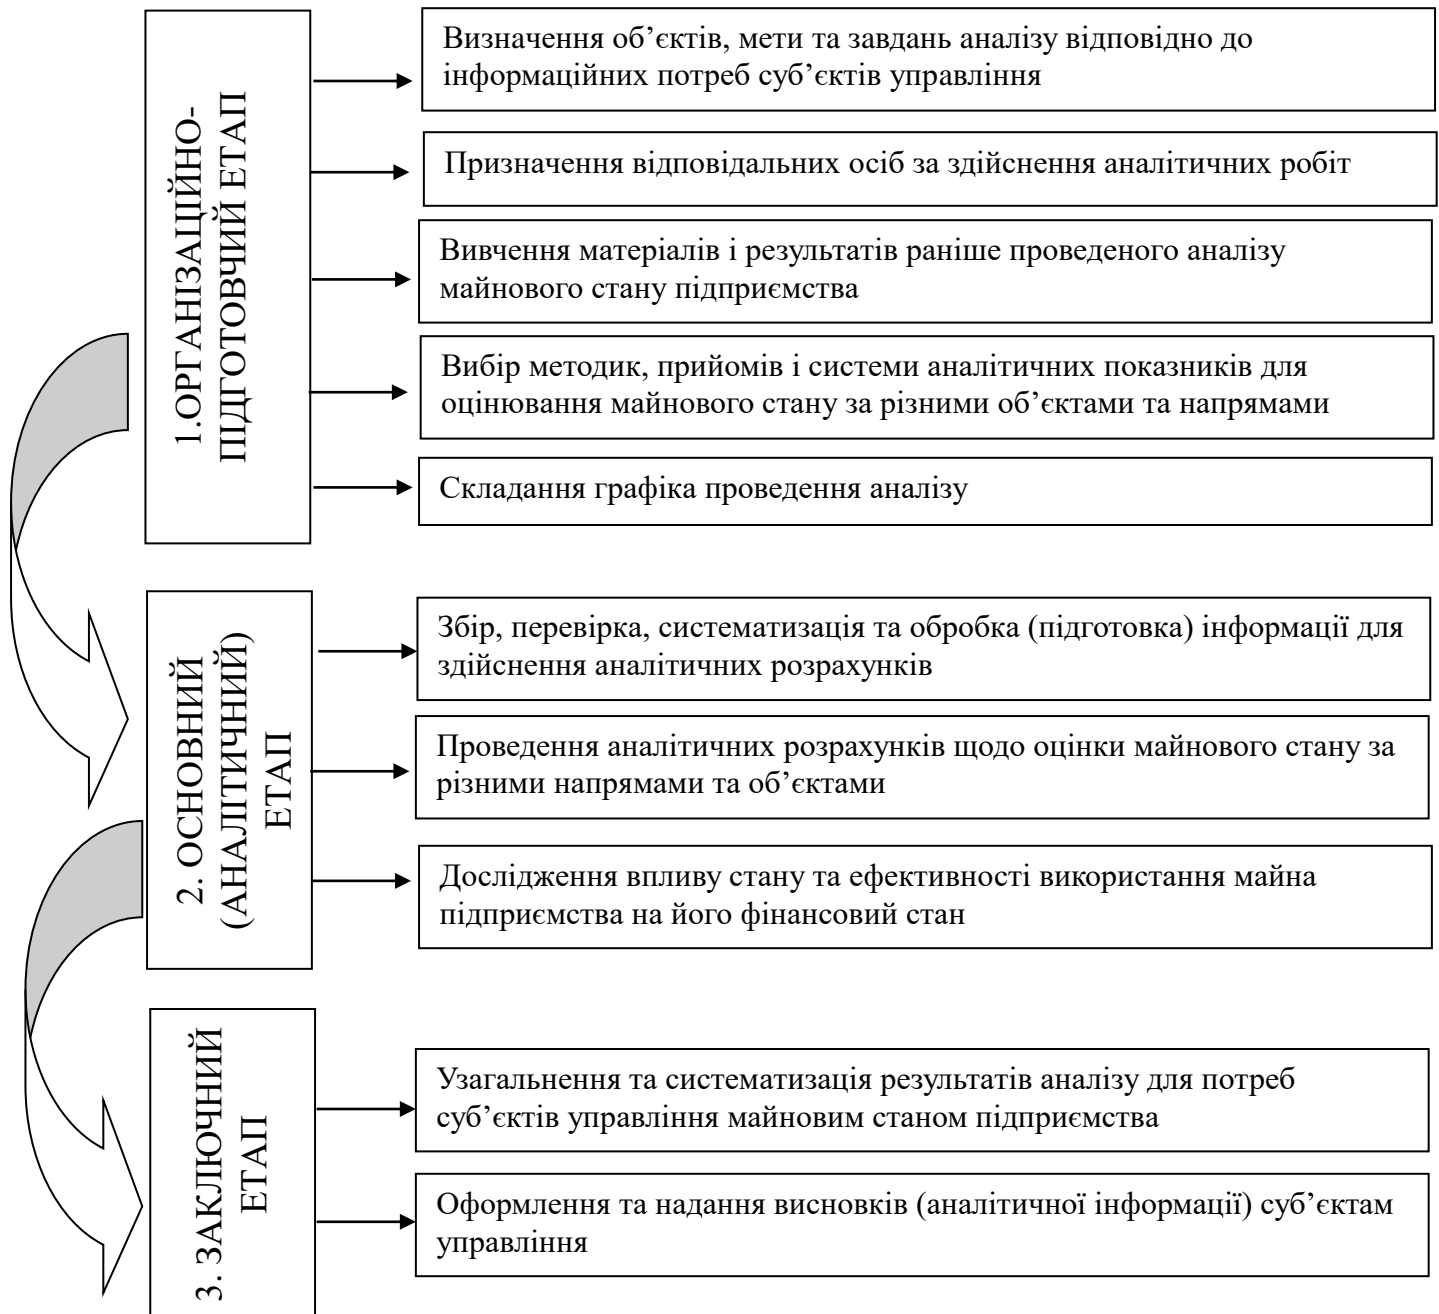 1.ОРГАНІЗАЦІЙНО-
ПІДГОТОВЧИЙ ЕТАП
Визначення об’єктів, мети та завдань аналізу відповідно до
інформаційних потреб суб’єктів управління
Призначення відповідальних осіб за здійснення аналітичних робіт
Вивчення матеріалів і результатів раніше проведеного аналізу
майнового стану підприємства
Вибір методик, прийомів і системи аналітичних показників для
оцінювання майнового стану за різними об’єктами та напрямами
Складання графіка проведення аналізу
2. ОСНОВНИЙ
(АНАЛІТИЧНИЙ)
ЕТАП
Збір, перевірка, систематизація та обробка (підготовка) інформації для
здійснення аналітичних розрахунків
Проведення аналітичних розрахунків щодо оцінки майнового стану за
різними напрямами та об’єктами
Дослідження впливу стану та ефективності використання майна
підприємства на його фінансовий стан
3. ЗАКЛЮЧНИЙ
ЕТАП
Узагальнення та систематизація результатів аналізу для потреб
суб’єктів управління майновим станом підприємства
Оформлення та надання висновків (аналітичної інформації) суб’єктам
управління